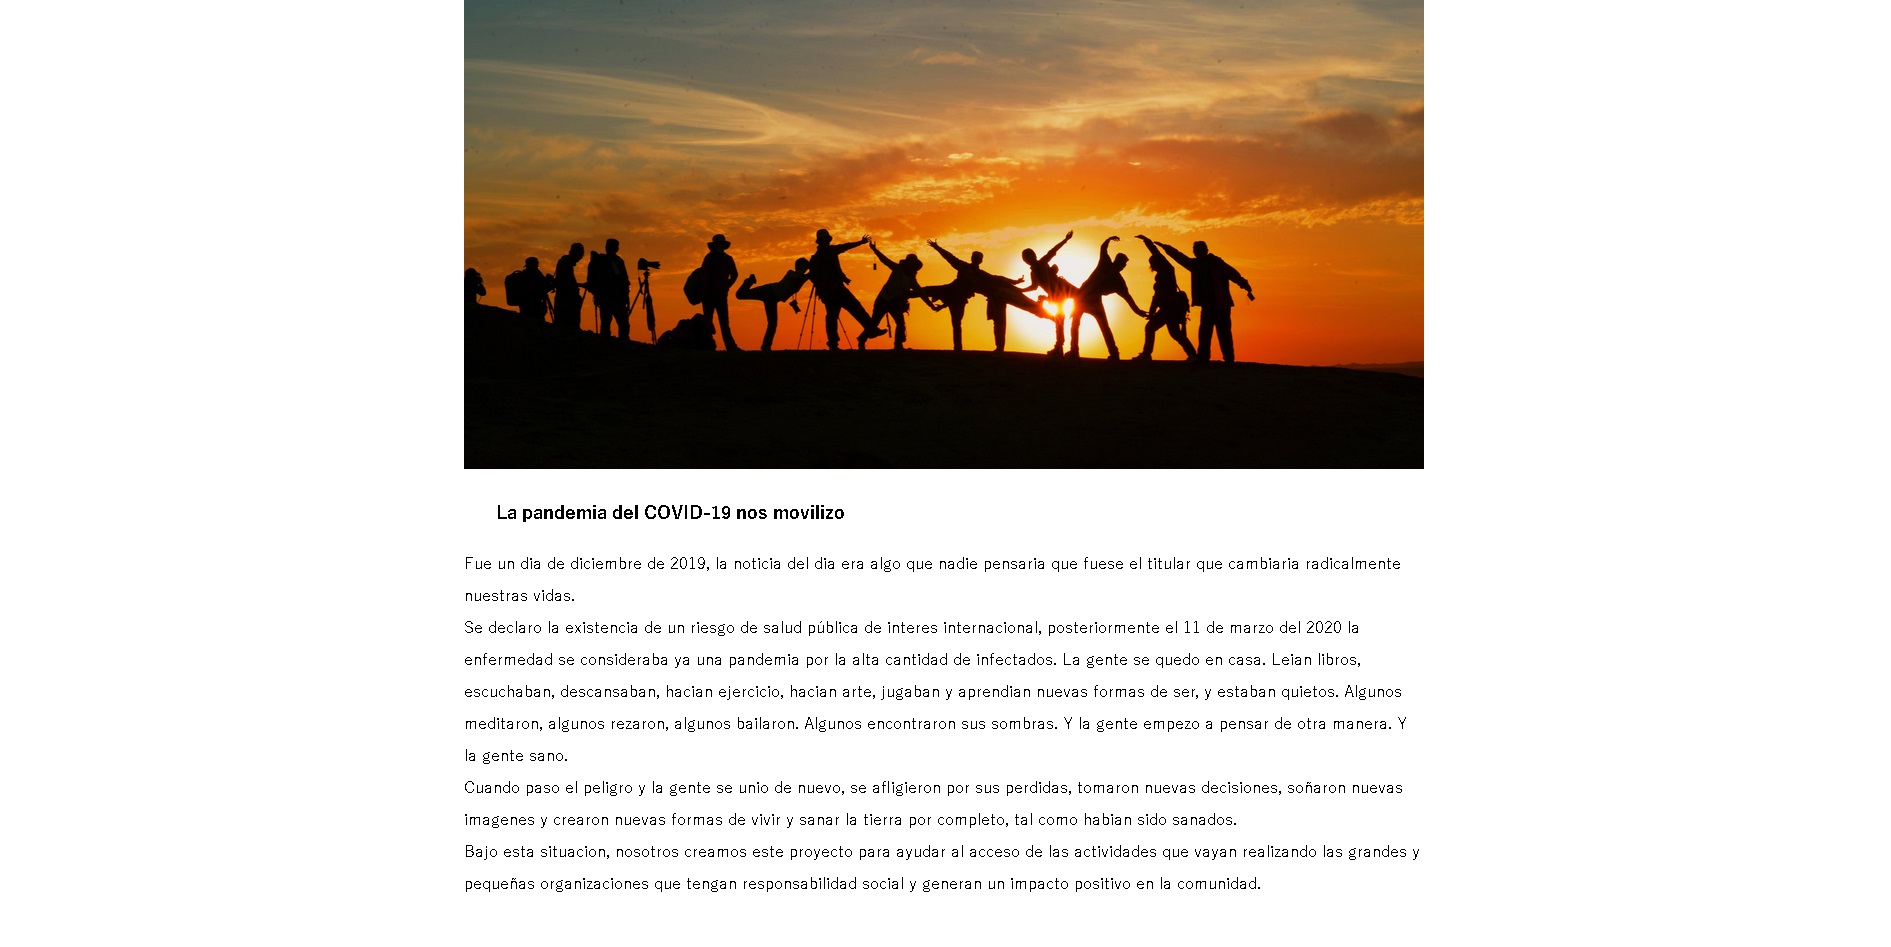 La pandemia del COVID-19 nos movilizo
Fue un dia de diciembre de 2019, la noticia del dia era algo que nadie pensaria que fuese el titular que cambiaria radicalmente
nuestras vidas.
Se declaro la existencia de un riesgo de salud pública de interes internacional, posteriormente el 11 de marzo del 2020 la
enfermedad se consideraba ya una pandemia por la alta cantidad de infectados. La gente se quedo en casa. Leian libros,
escuchaban, descansaban, hacian ejercicio, hacian arte, jugaban y aprendian nuevas formas de ser, y estaban quietos. Algunos
meditaron, algunos rezaron, algunos bailaron. Algunos encontraron sus sombras. Y la gente empezo a pensar de otra manera. Y
la gente sano.
Cuando paso el peligro y la gente se unio de nuevo, se afligieron por sus perdidas, tomaron nuevas decisiones, soñaron nuevas
imagenes y crearon nuevas formas de vivir y sanar la tierra por completo, tal como habian sido sanados.
Bajo esta situacion, nosotros creamos este proyecto para ayudar al acceso de las actividades que vayan realizando las grandes y
pequeñas organizaciones que tengan responsabilidad social y generan un impacto positivo en la comunidad.